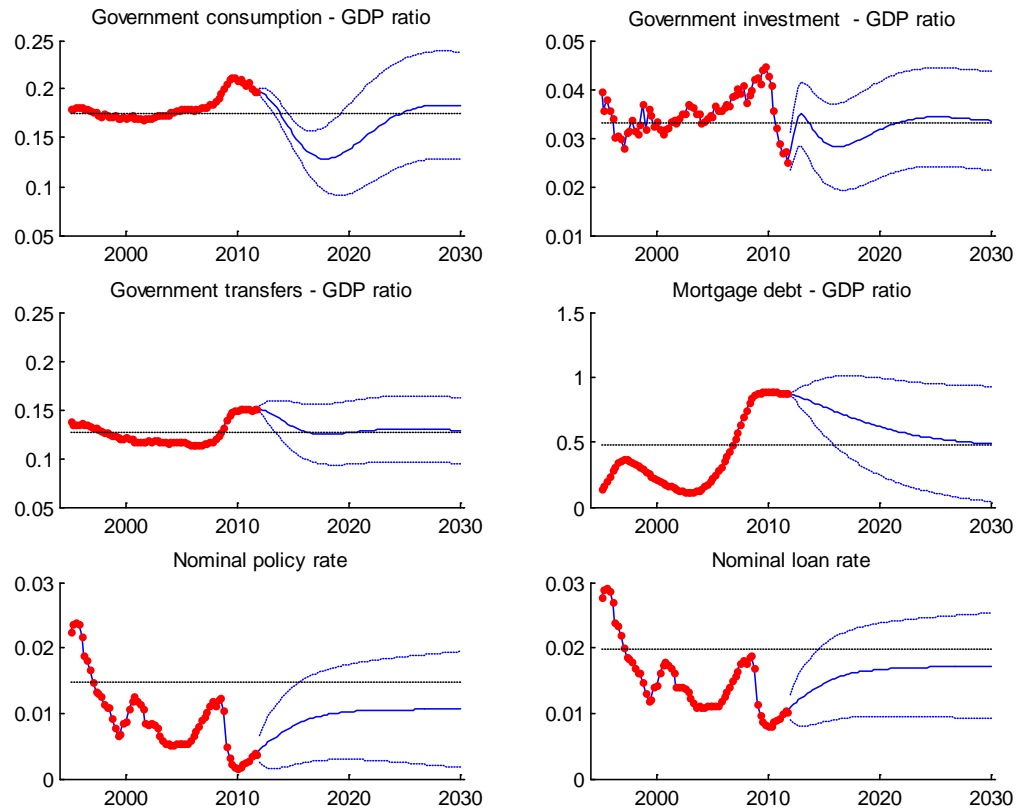 Government consumption - GDP ratio
0.25
0.2
0.15
0.1
0.05
2000 2010 2020 2030
Government investment - GDP ratio
0.05
0.04
0.03
0.02
0.01
2000 2010 2020 2030
Government transfers - GDP ratio
0.25
0.2
0.15
0.1
0.05
2000 2010 2020 2030
Mortgage debt - GDP ratio
1.5
1
0.5
0
2000 2010 2020 2030
Nominal policy rate
0.03
0.02
0.01
0
2000 2010 2020 2030
Nominal loan rate
0.03
0.02
0.01
0
2000 2010 2020 2030